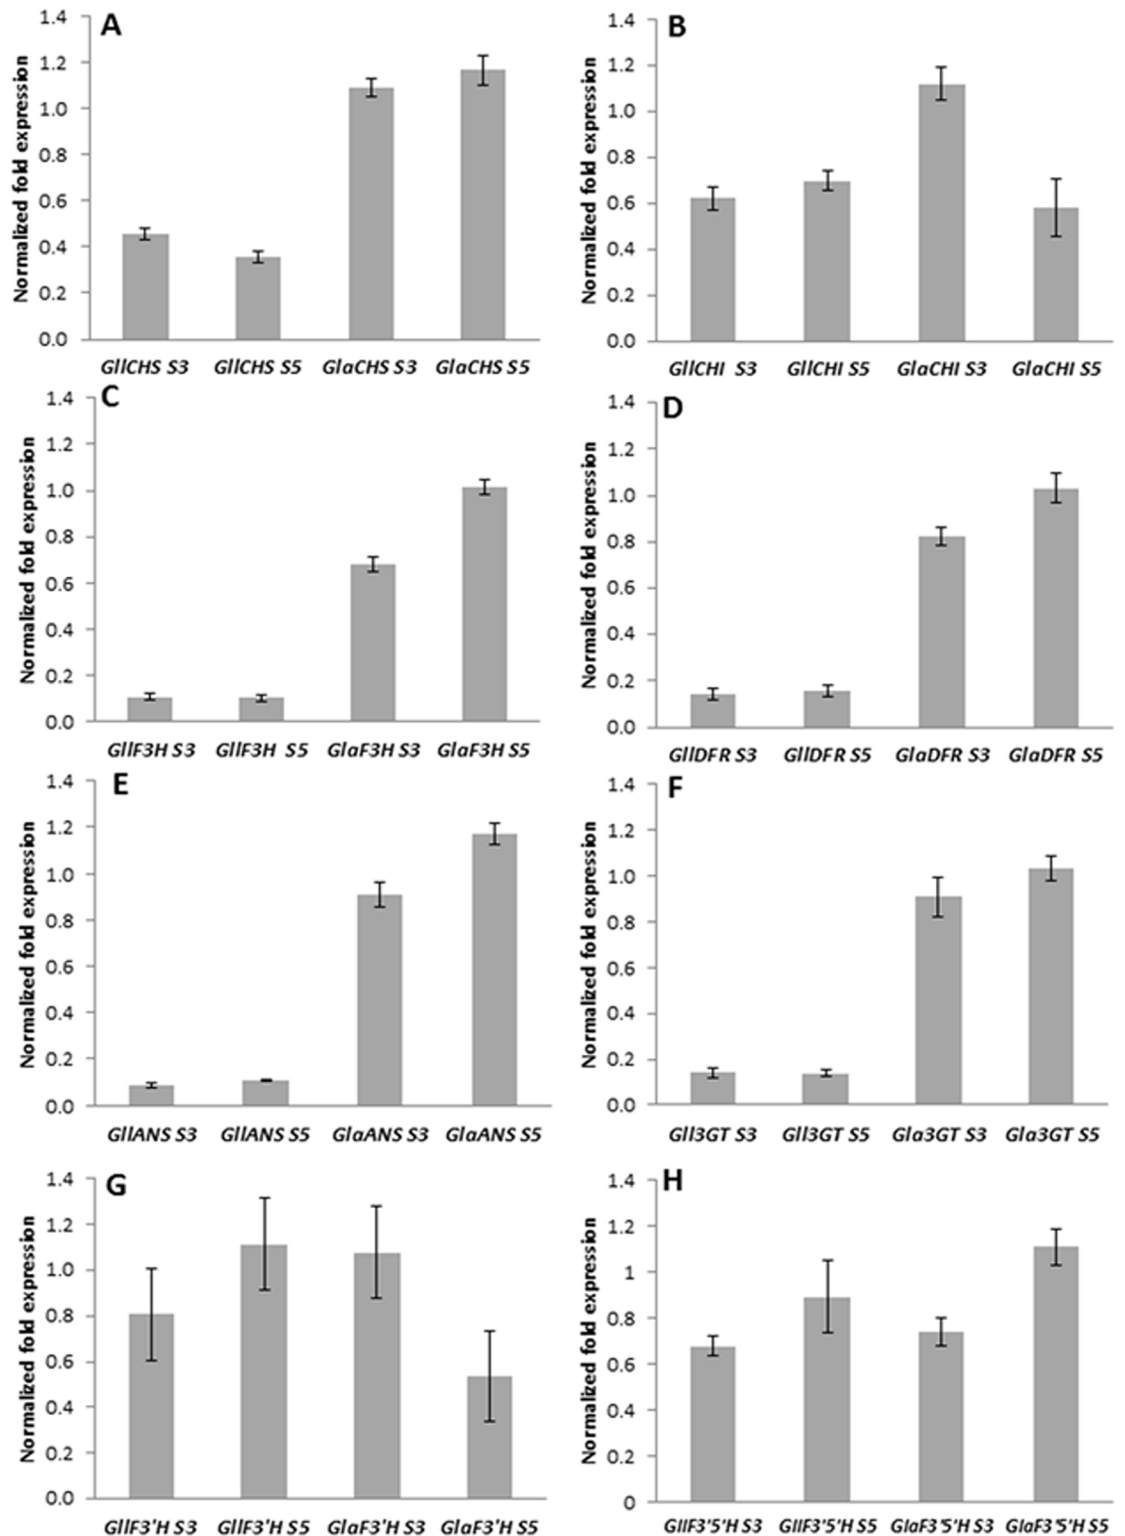 A
Normalized fold expression
1.4
1.2
1.0
0.8
0.6
0.4
0.2
0.0
GllCHS S3 GllCHS S5 GlaCHS S3 GlaCHS S5
B
Normalized fold expression
1.4
1.2
1.0
0.8
0.6
0.4
0.2
0.0
GllCHI S3 GllCHI S5 GlaCHI S3 GlaCHI S5
C
Normalized fold expression
1.4
1.2
1.0
0.8
0.6
0.4
0.2
0.0
GllF3H S3 GllF3H S5 GlaF3H S3 GlaF3H S5
D
Normalized fold expression
1.4
1.2
1.0
0.8
0.6
0.4
0.2
0.0
GllDFR S3 GllDFR S5 GlaDFR S3 GlaDFR S5
E
Normalized fold expression
1.4
1.2
1.0
0.8
0.6
0.4
0.2
0.0
GllANS S3 GllANS S5 GlaANS S3 GlaANS S5
F
Normalized fold expression
1.4
1.2
1.0
0.8
0.6
0.4
0.2
0.0
Gll3GT S3 Gll3GT S5 Gla3GT S3 Gla3GT S5
G
Normalized fold expression
1.4
1.2
1.0
0.8
0.6
0.4
0.2
0.0
GllF3'H S3 GllF3'H S5 GlaF3'H S3 GlaF3'H S5
H
Normalized fold expression
1.4
1.2
1
0.8
0.6
0.4
0.2
0
GllF3'5'H S3 GllF3'5'H S5 GlaF3'5'H S3 GlaF3'5'H S5